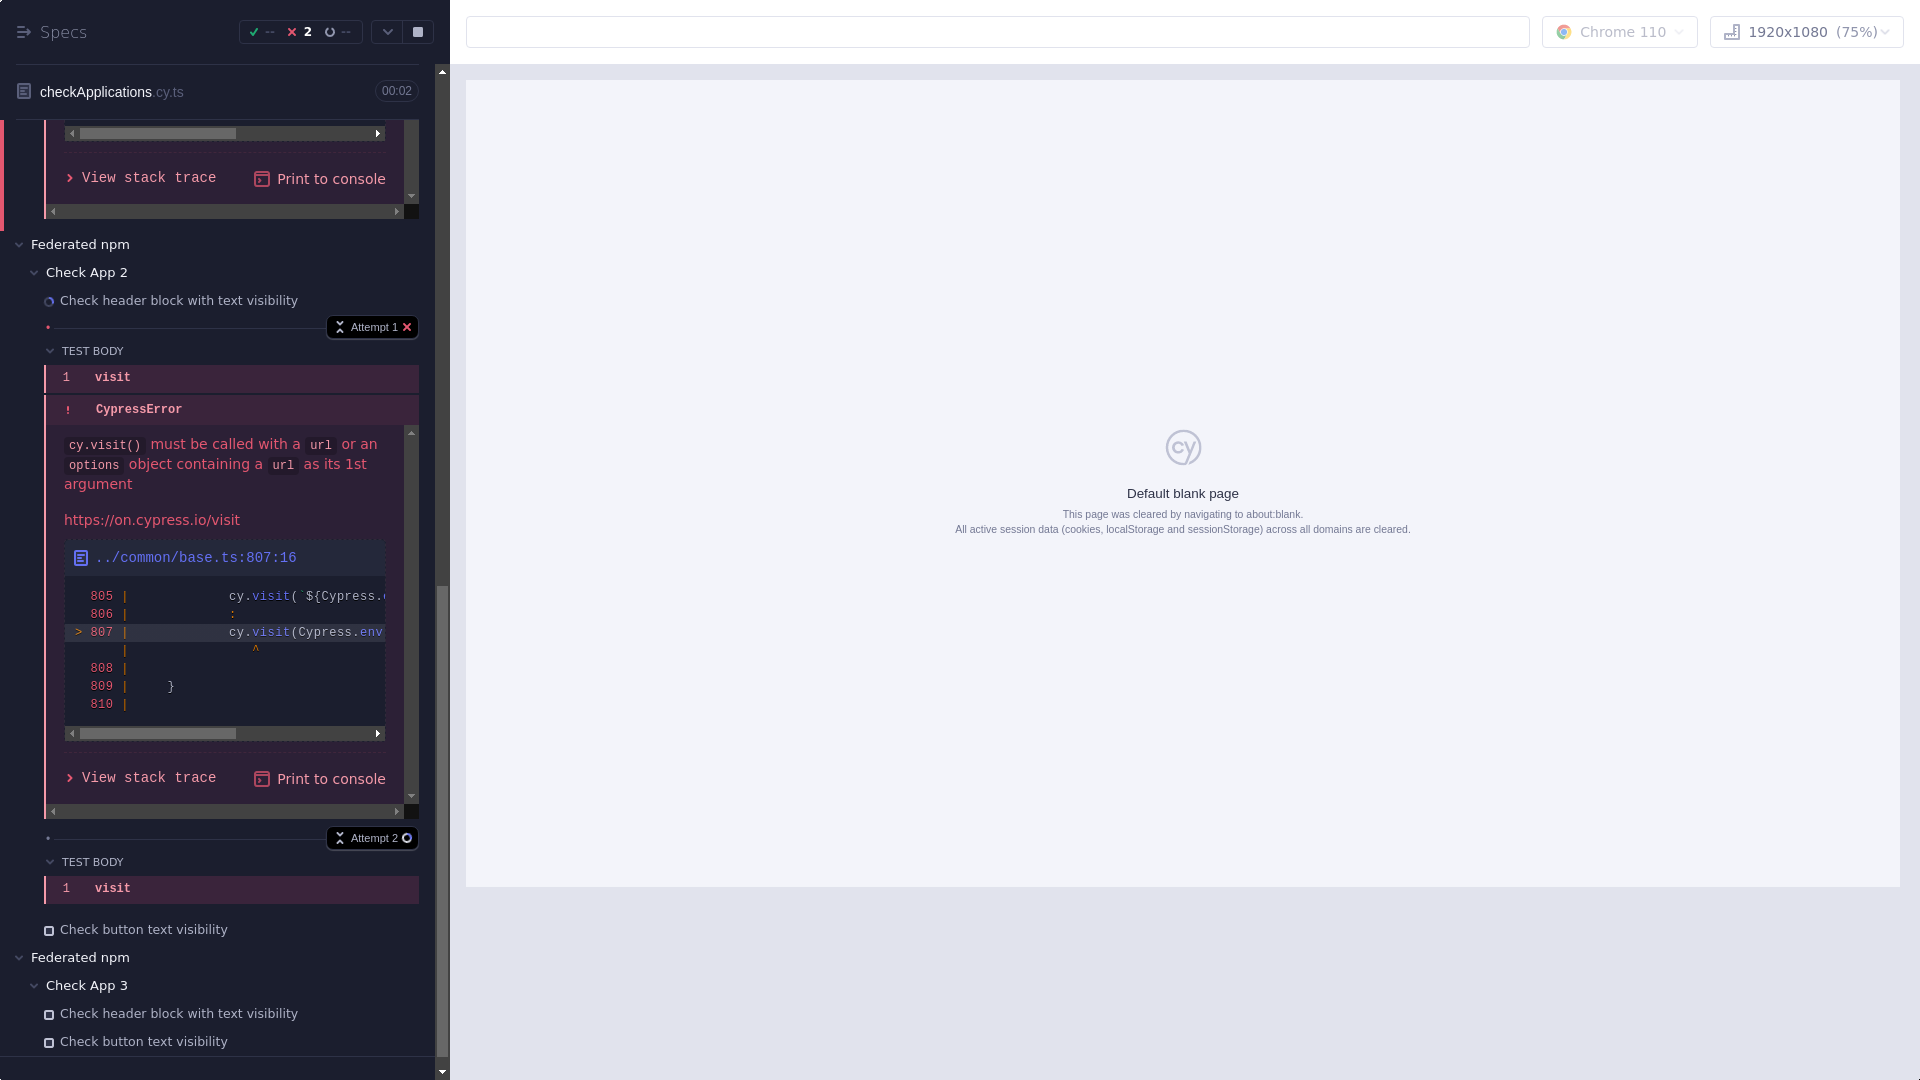 Specs
-- 2 --
checkApplications.cy.ts 00:02
View stack trace Print to console
Federated npm
Check App 2
Check header block with text visibility
Attempt 1
TEST BODY
1 visit
! CypressError
cy.visit() must be called with a url or an
options object containing a url as its 1st
argument
https://on.cypress.io/visit
../common/base.ts:807:16
805 | cy.visit(`${Cypress.
806 | :
> 807 | cy.visit(Cypress.env
| ^
808 |
809 | }
810 |
View stack trace Print to console
Attempt 2
TEST BODY
1 visit
Check button text visibility
Federated npm
Check App 3
Check header block with text visibility
Check button text visibility
Chrome 110
1920x1080 (75%)
cy
Default blank page
This page was cleared by navigating to about:blank.
All active session data (cookies, localStorage and sessionStorage) across all domains are cleared.